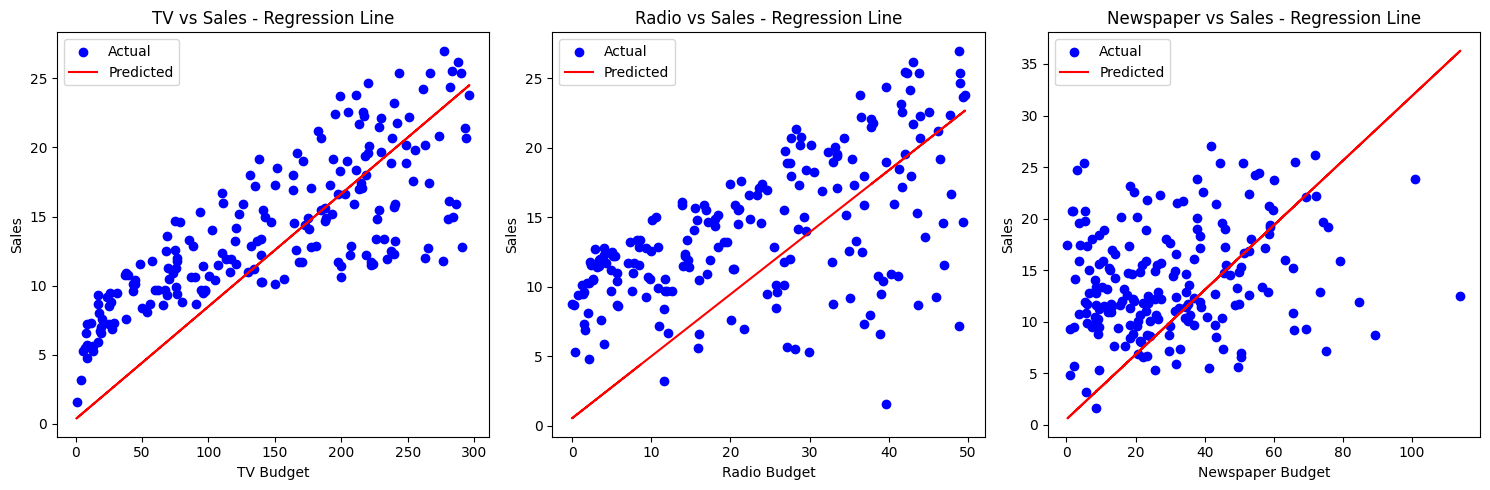 TV vs Sales - Regression Line
Actual
Predicted
Sales
25
20
15
10
5
0
0 50 100 150 200 250 300
TV Budget
Radio vs Sales - Regression Line
Actual
Predicted
Sales
25
20
15
10
5
0
0 10 20 30 40 50
Radio Budget
Newspaper vs Sales - Regression Line
Actual
Predicted
Sales
35
30
25
20
15
10
5
0
0 20 40 60 80 100
Newspaper Budget